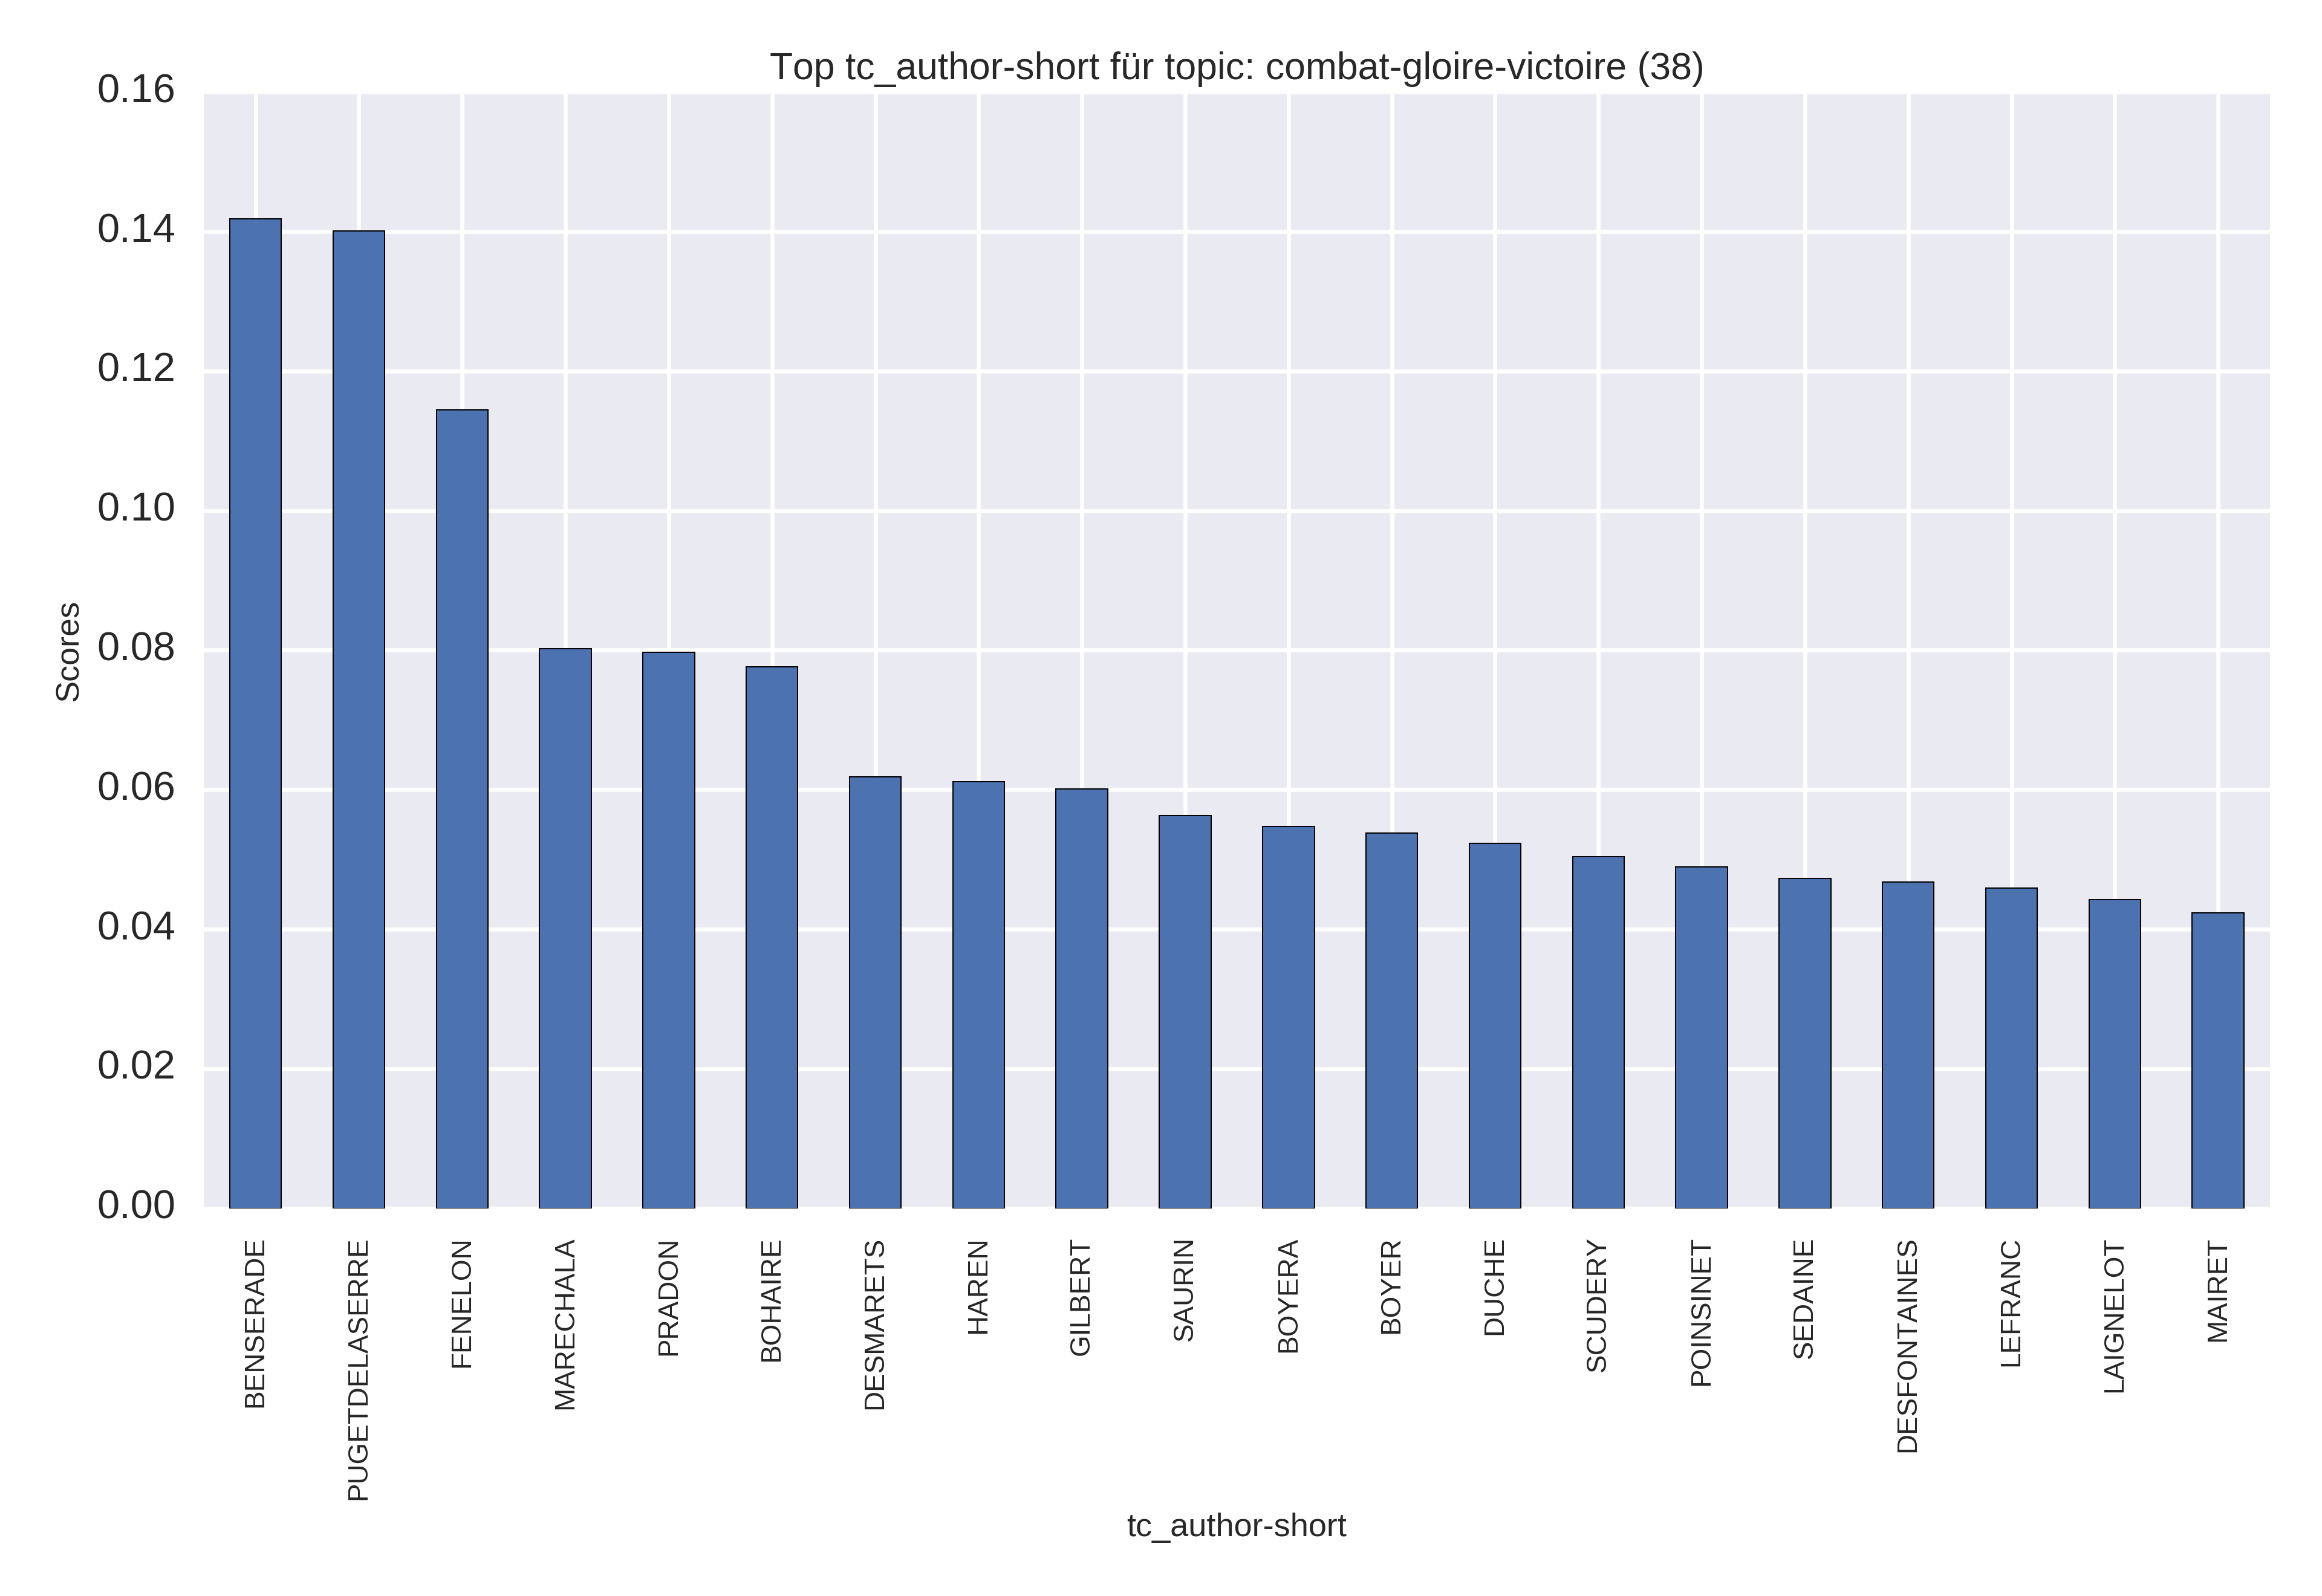 Top tc_author-short für topic: combat-gloire-victoire (38)
0.16
0.14
0.12
0.10
0.08
0.06
0.04
0.02
0.00
Scores
BENSERADE
PUGETDELASERRE
FENELON
MARECHALA
PRADON
BOHAIRE
DESMARETS
HAREN
GILBERT
SAURIN
BOYERA
BOYER
DUCHE
SCUDERY
POINSINET
SEDAINE
DESFONTAINES
LEFRANC
LAIGNELOT
MAIRET
tc_author-short